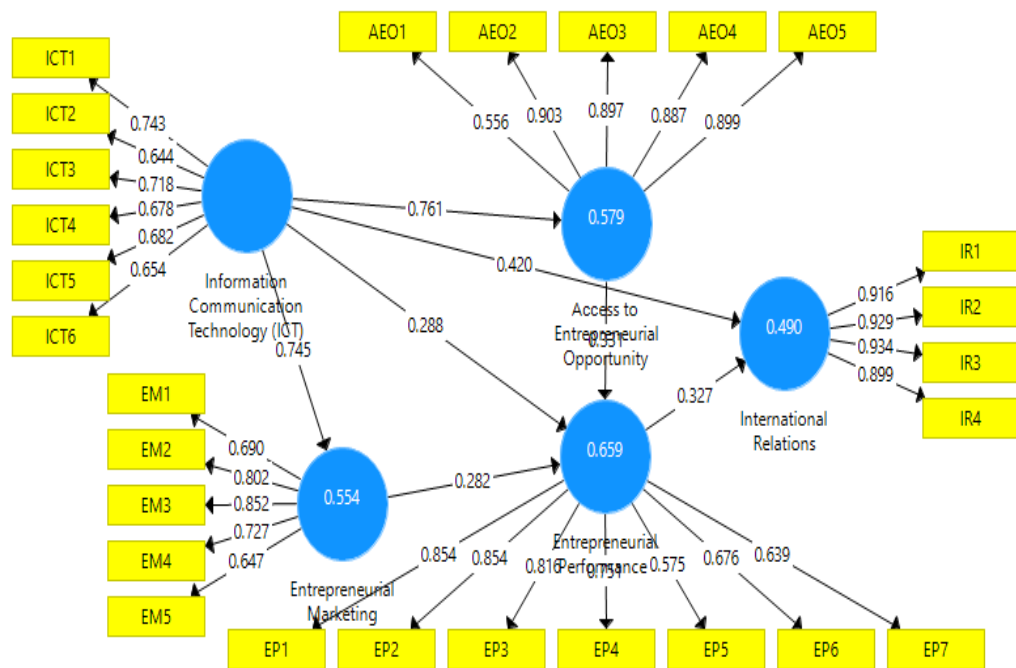 AEO1 AEO2 AEO3 AEO4 AEO5
ICT1
ICT2
ICT3
ICT4
ICT5
ICT6
0.743
0.644
0.718
0.678
0.682
0.654
0.556
0.903
0.897
0.887
0.899
0.761
0.579
0.420
0.288
0.745
Information
Communication
Technology (ICT)
Access to
Entrepreneurial
Opportunity
0.331
0.490
International
Relations
0.916
0.929
0.934
0.899
IR1
IR2
IR3
IR4
0.327
EM1
EM2
EM3
EM4
EM5
0.690
0.802
0.852
0.727
0.647
0.554
Entrepreneurial
Marketing
0.282
0.659
Entrepreneurial
Performance
0.854
0.854
0.816
0.751
0.575
0.676
0.639
EP1 EP2 EP3 EP4 EP5 EP6 EP7